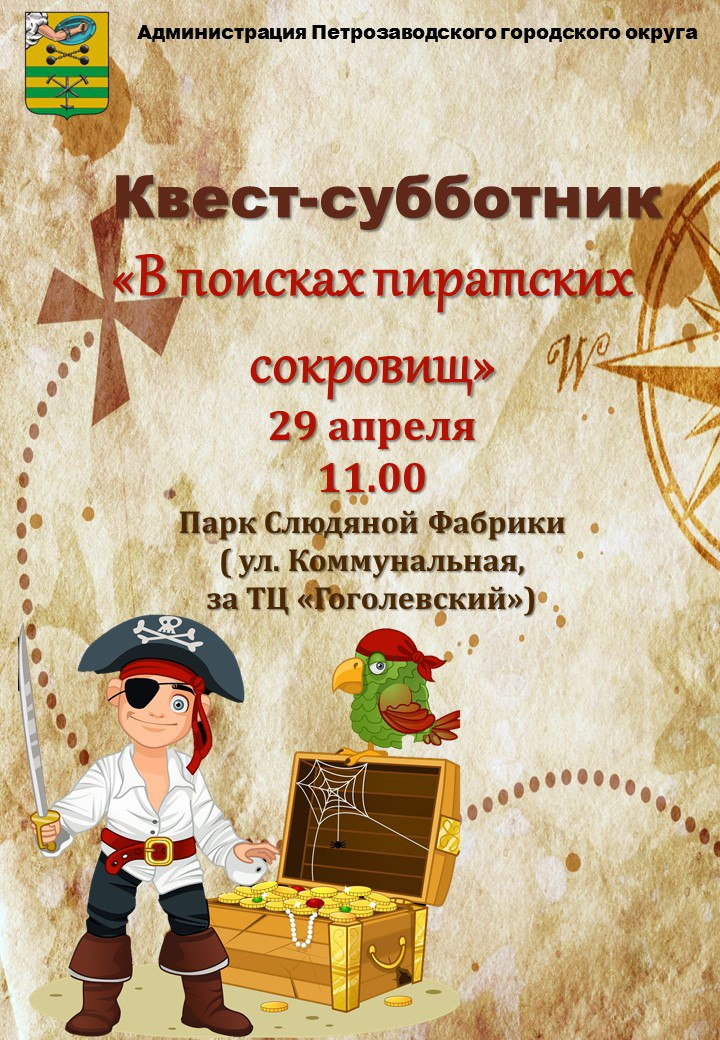 Администрация Петрозаводского городского округа
Квест-субботник
«В поисках пиратских
сокровищ»
29 апреля
11.00
Парк Слюдяной Фабрики
( ул. Коммунальная,
за ТЦ «Гоголевский»)
W